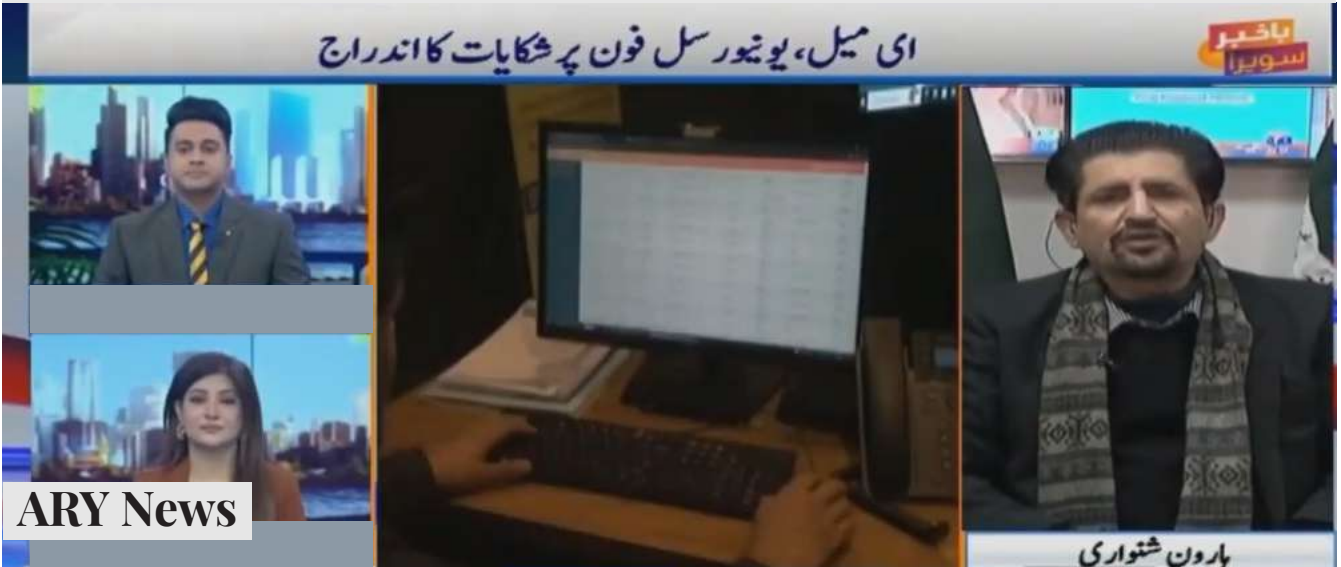 ای میل، یونیورسل فون پر شکایات کا اندراج
باخبر
سویرا
ARY News
ہارون شنواری